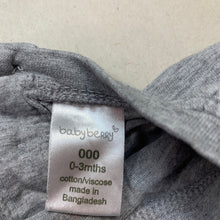 babyberry
000
0-3mths
cotton/viscose
made in
Bangladesh